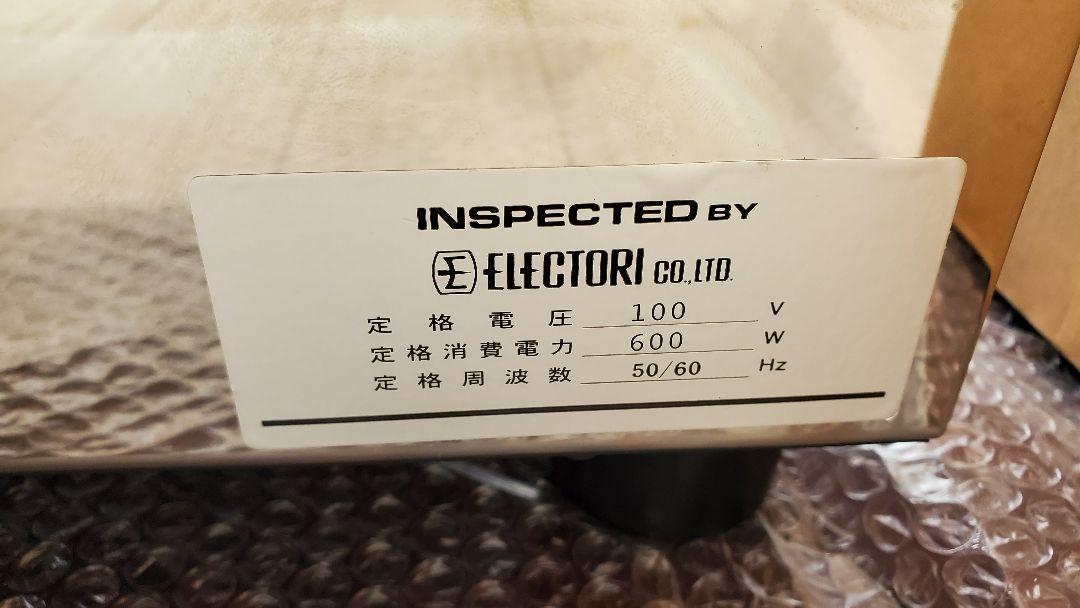 INSPECTED BY
E ELECTORI CO.,LTD.
定格電圧 100 V
定格消費電力 600 W
定格周波数 50/60 Hz